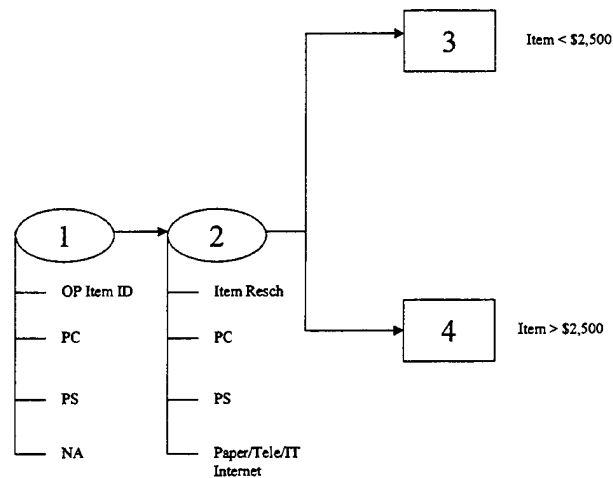 3
Item < $2,500
1
2
OP Item ID
Item Resch
PC
PC
4
Item > $2,500
PS
PS
NA
Paper/Tele/IT
Internet